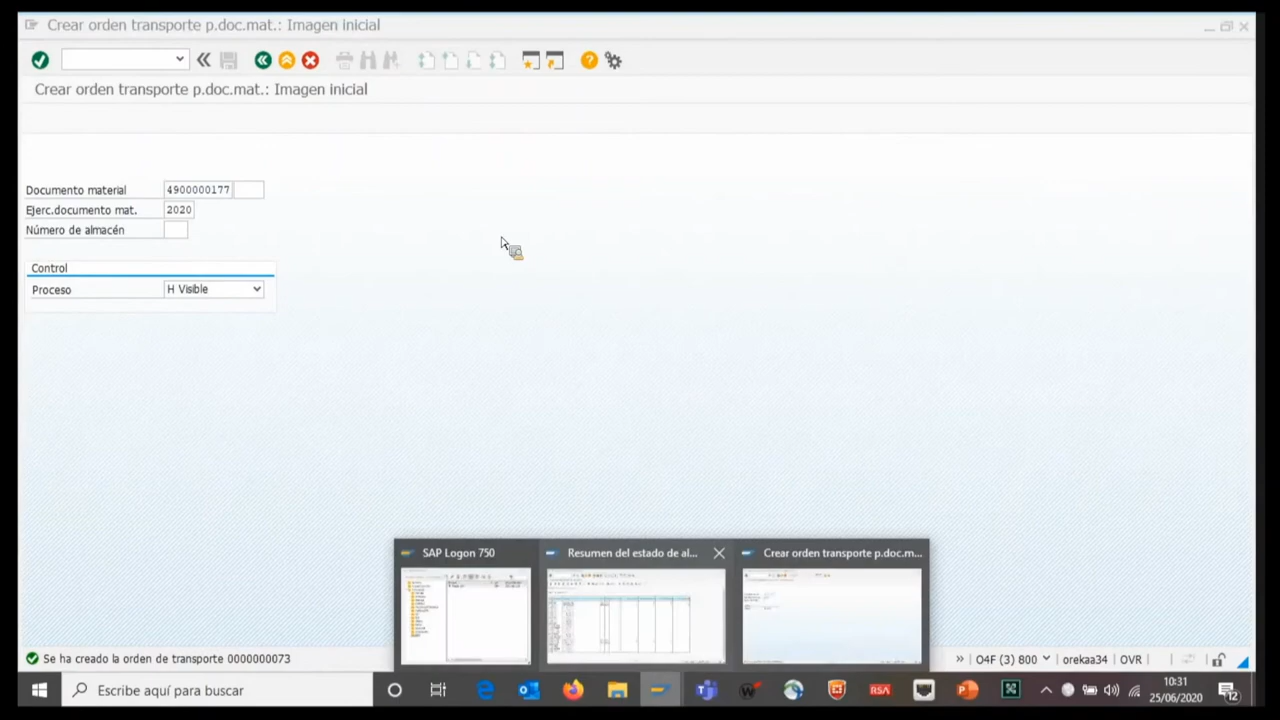 Crear orden transporte p.doc.mat.: Imagen inicial
Crear orden transporte p.doc.mat.: Imagen inicial
Documento material 4900000177
Ejerc.documento mat. 2020
Número de almacén
Control
Proceso H Visible
SAP Logon 750
Resumen del estado de al...
Crear orden transporte p.doc.m...
Se ha creado la orden de transporte 0000000073
O4F (3) 800
orekaa34
OVR
Escribe aquí para buscar
RSA
10:31
25/06/2020
12